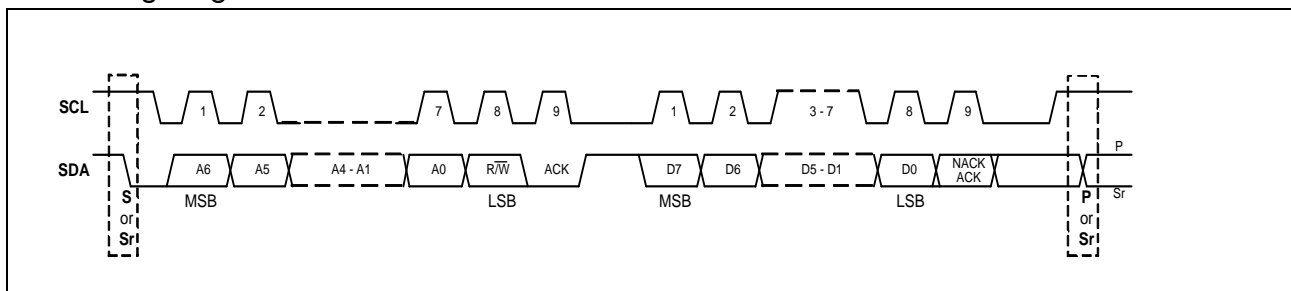 SCL 1 2 7 8 9 1 2 3 - 7 8 9
SDA A6 A5 A4 - A1 A0 R/W̅ ACK D7 D6 D5 - D1 D0 NACK ACK P Sr
MSB LSB MSB LSB
S or Sr
P or Sr